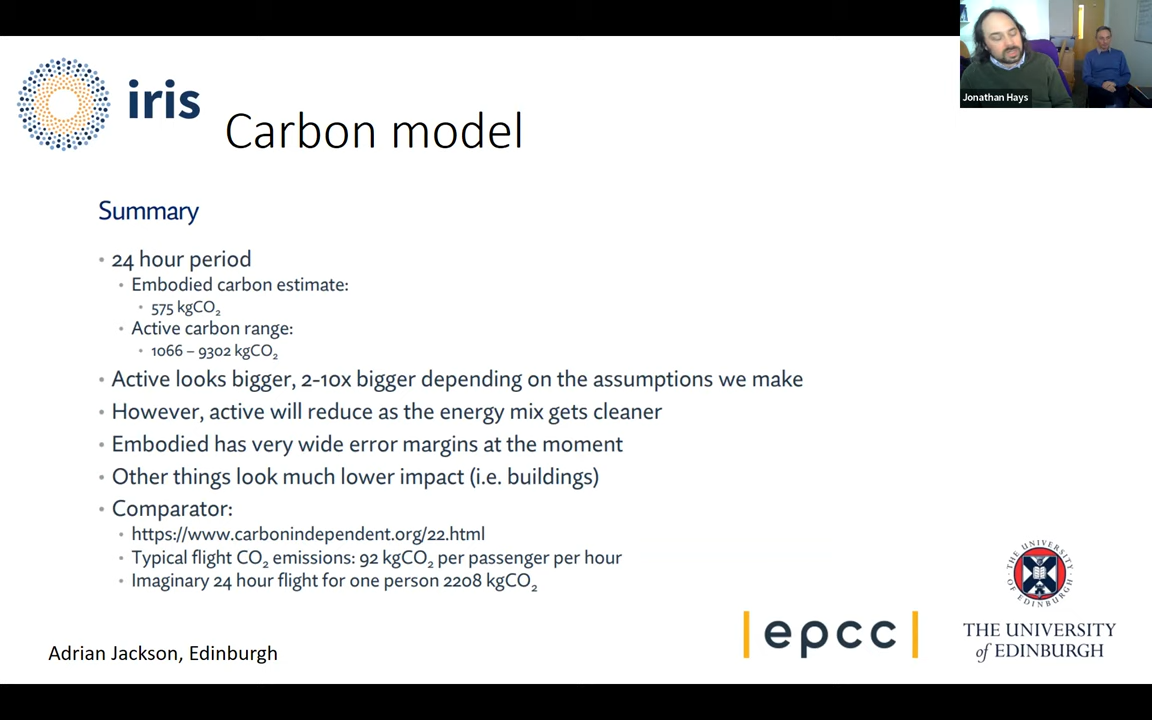 Jonathan Hays
iris
Carbon model
Summary
• 24 hour period
• Embodied carbon estimate:
• 575 kgCO₂
• Active carbon range:
• 1066 – 9302 kgCO₂
• Active looks bigger, 2-10x bigger depending on the assumptions we make
• However, active will reduce as the energy mix gets cleaner
• Embodied has very wide error margins at the moment
• Other things look much lower impact (i.e. buildings)
• Comparator:
• https://www.carbonindependent.org/22.html
• Typical flight CO₂ emissions: 92 kgCO₂ per passenger per hour
• Imaginary 24 hour flight for one person 2208 kgCO₂
Adrian Jackson, Edinburgh
| epcc |
THE UNIVERSITY
OF EDINBURGH
THE UNIVERSITY
of EDINBURGH